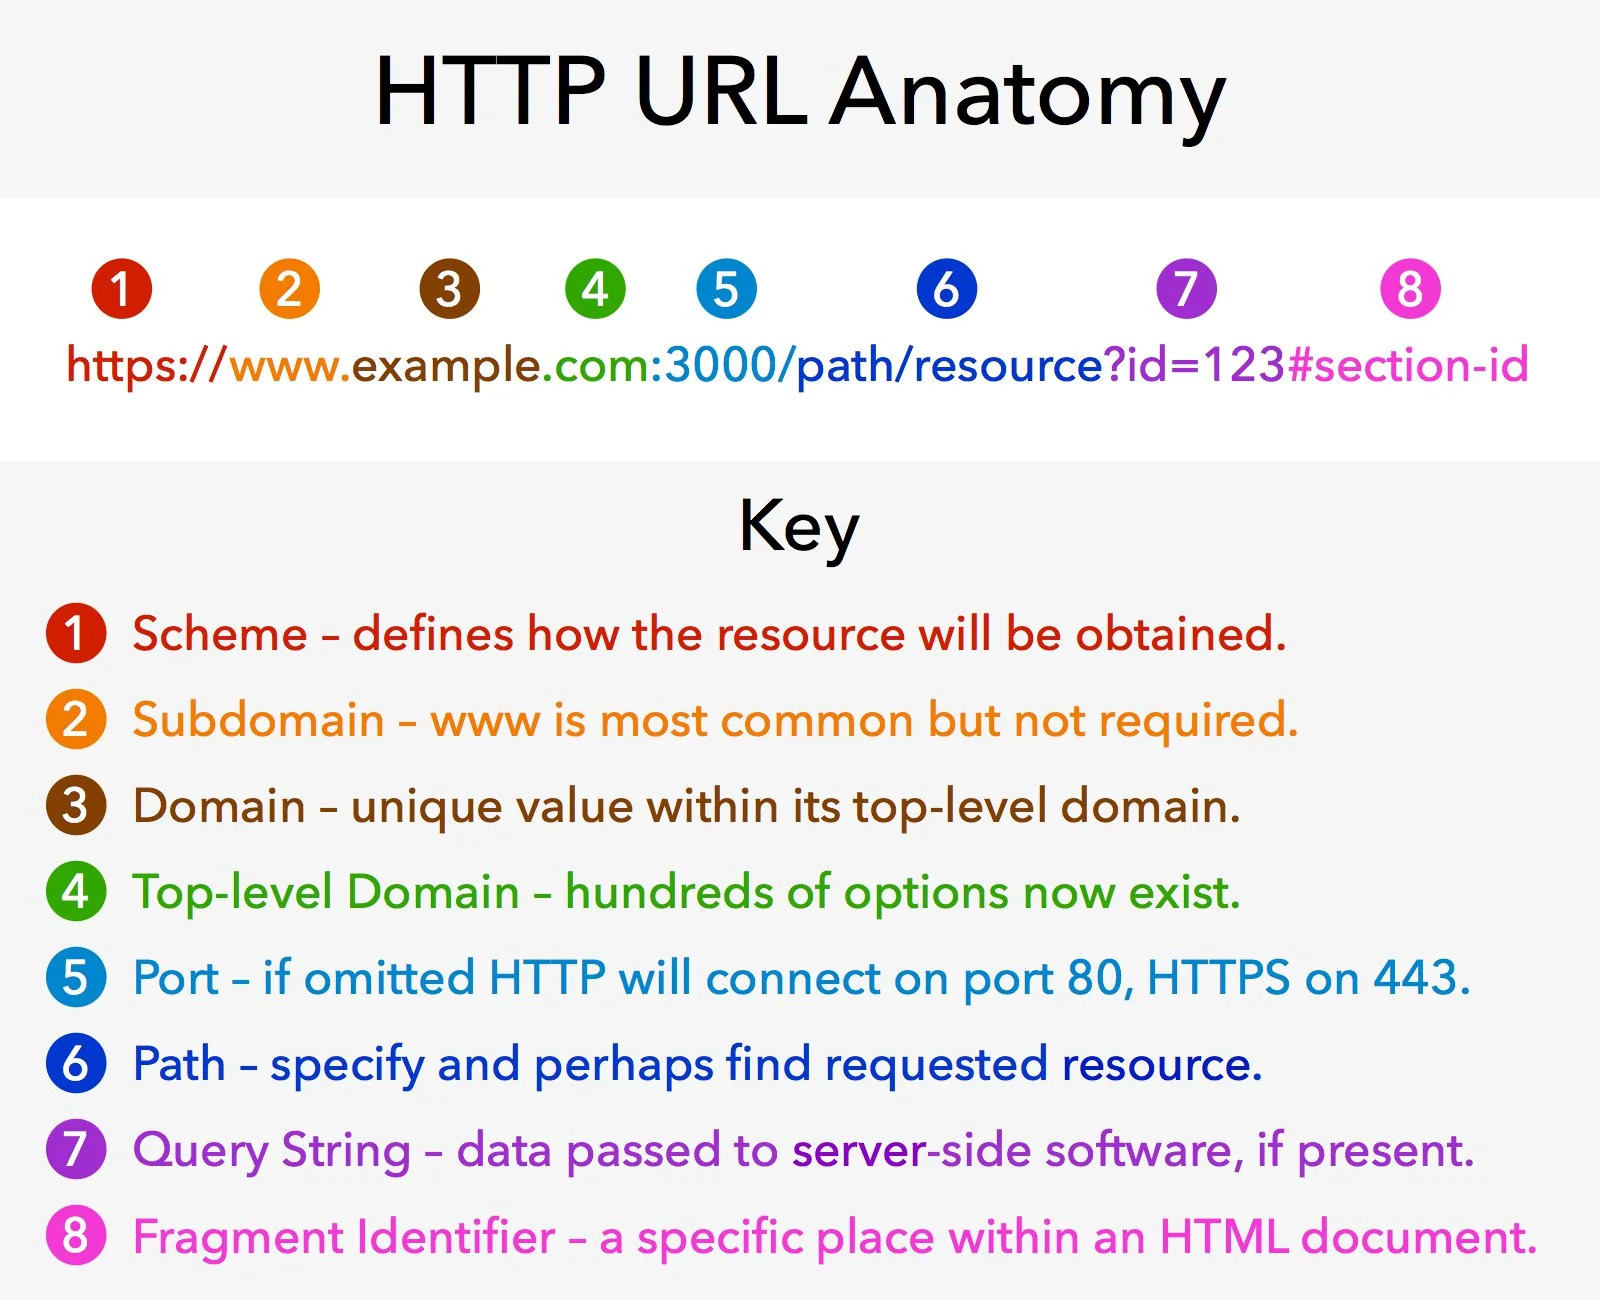 HTTP URL Anatomy
1 2 3 4 5 6 7 8
https://www.example.com:3000/path/resource?id=123#section-id
Key
1 Scheme – defines how the resource will be obtained.
2 Subdomain – www is most common but not required.
3 Domain – unique value within its top-level domain.
4 Top-level Domain – hundreds of options now exist.
5 Port – if omitted HTTP will connect on port 80, HTTPS on 443.
6 Path – specify and perhaps find requested resource.
7 Query String – data passed to server-side software, if present.
8 Fragment Identifier – a specific place within an HTML document.